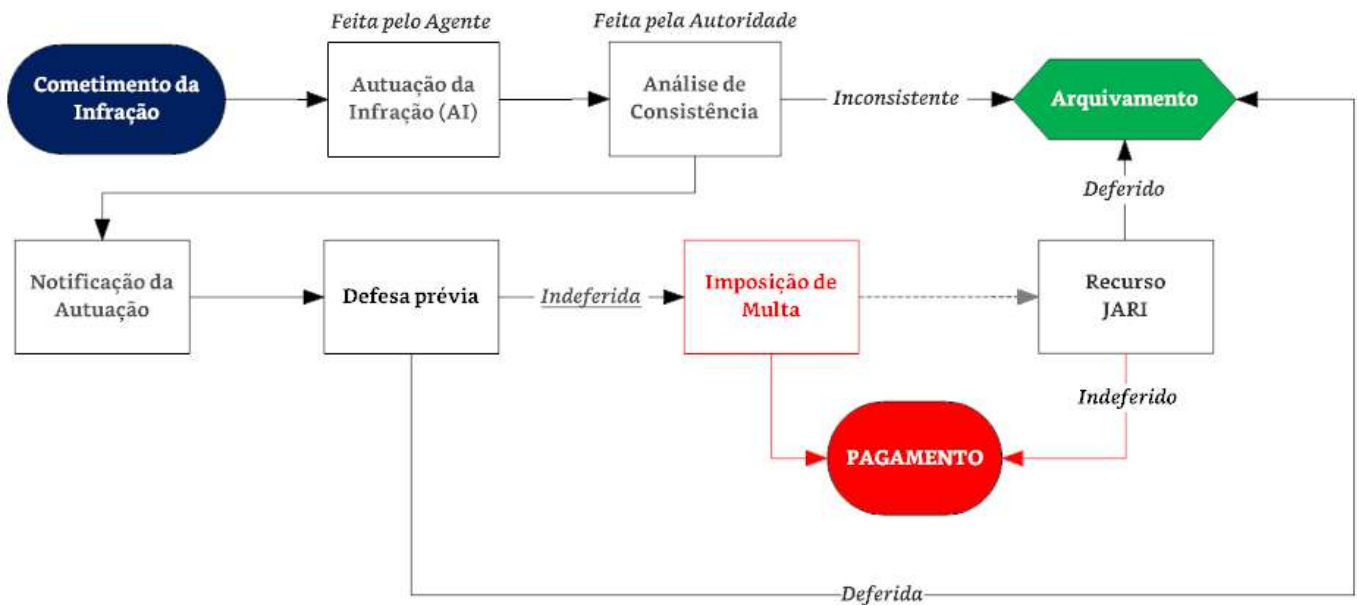 Feita pelo Agente
Feita pela Autoridade
Cometimento da
Infração
Autuação da
Infração (AI)
Análise de
Consistência
Inconsistente
Arquivamento
Deferido
Notificação da
Autuação
Defesa prévia
Indeferida
Imposição de
Multa
Recurso
JARI
Indeferido
PAGAMENTO
Deferida